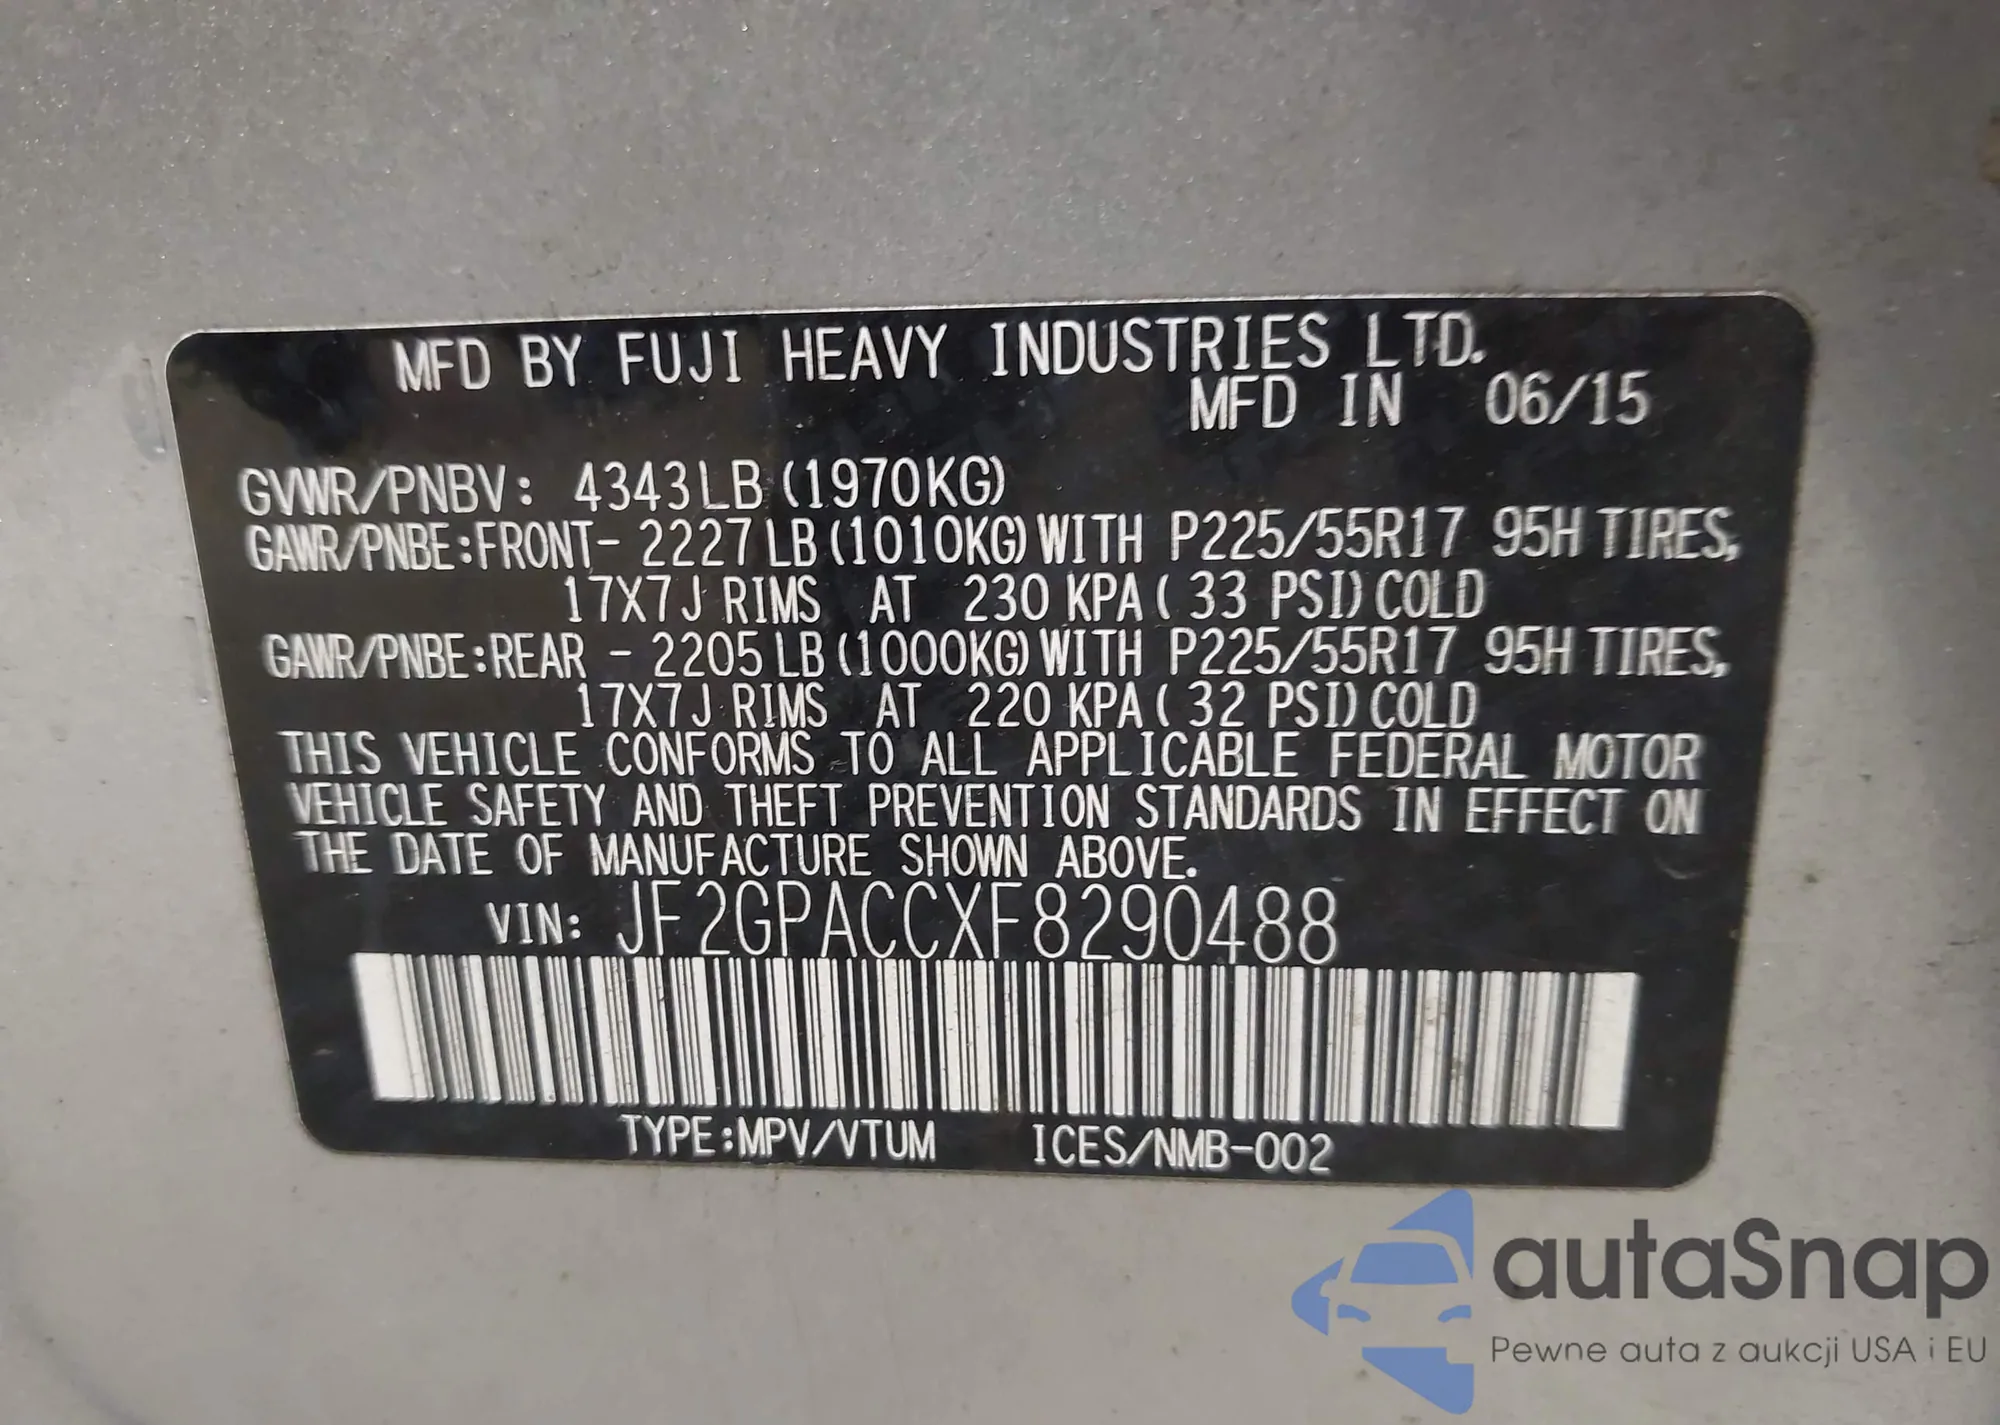 MFD BY FUJI HEAVY INDUSTRIES LTD.
MFD IN 06/15
GVWR/PNBV: 4343LB (1970KG)
GAWR/PNBE:FRONT- 2227LB (1010KG) WITH P225/55R17 95H TIRES,
17X7J RIMS AT 230 KPA ( 33 PSI) COLD
GAWR/PNBE:REAR - 2205LB (1000KG) WITH P225/55R17 95H TIRES,
17X7J RIMS AT 220 KPA ( 32 PSI) COLD
THIS VEHICLE CONFORMS TO ALL APPLICABLE FEDERAL MOTOR
VEHICLE SAFETY AND THEFT PREVENTION STANDARDS IN EFFECT ON
THE DATE OF MANUFACTURE SHOWN ABOVE.
VIN: JF2GPACCXF8290488
TYPE:MPV/VTUM ICES/NMB-002
autaSnap
Pewne auta z aukcji USA i EU